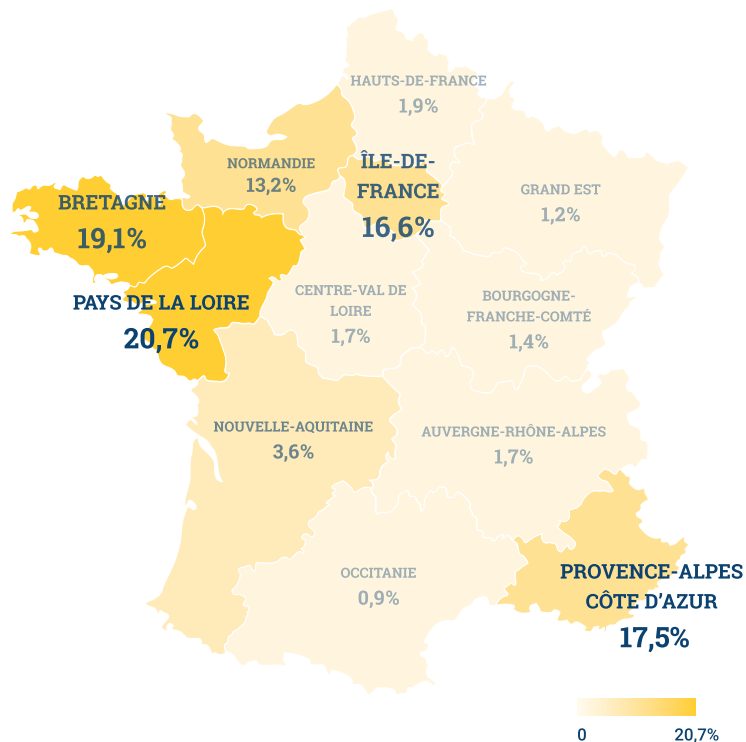 HAUTS-DE-FRANCE
1,9%
NORMANDIE
13,2%
ÎLE-DE-
FRANCE
16,6%
GRAND EST
1,2%
BRETAGNE
19,1%
PAYS DE LA LOIRE
20,7%
CENTRE-VAL DE
LOIRE
1,7%
BOURGOGNE-
FRANCHE-COMTÉ
1,4%
NOUVELLE-AQUITAINE
3,6%
AUVERGNE-RHÔNE-ALPES
1,7%
OCCITANIE
0,9%
PROVENCE-ALPES
CÔTE D'AZUR
17,5%
0
20,7%